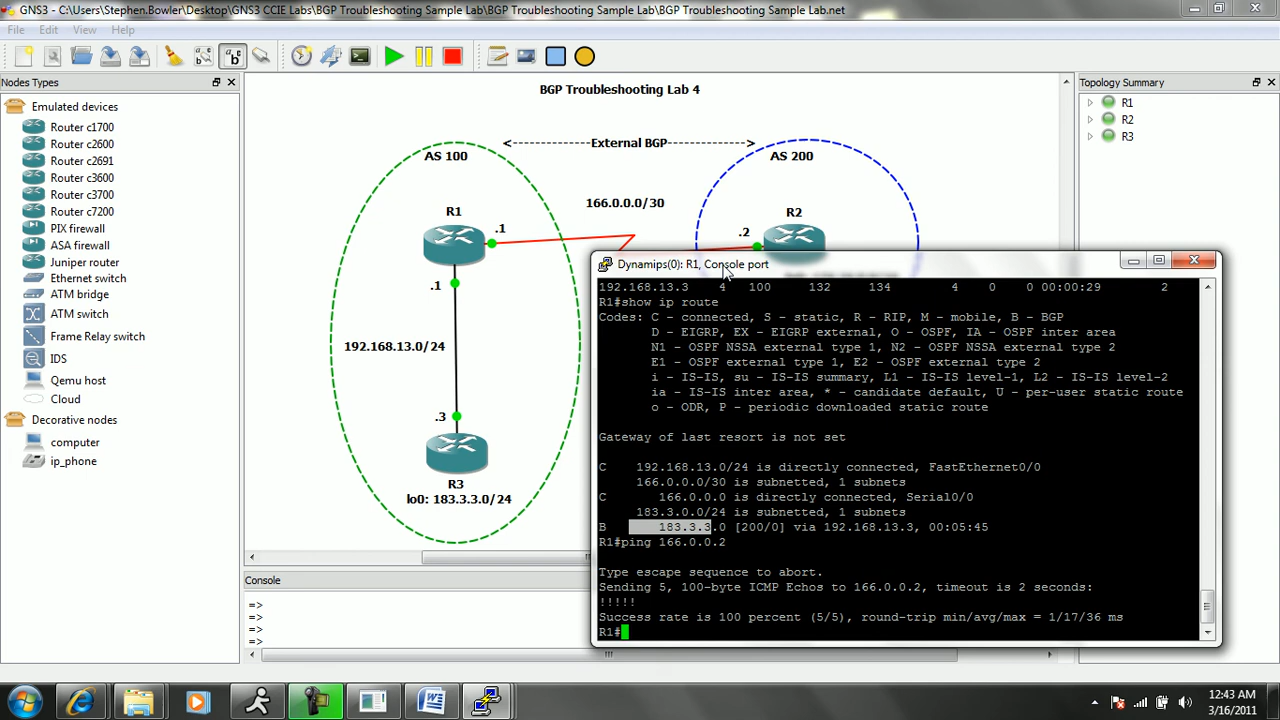 GNS3 - C:\Users\Stephen.Bowler\Desktop\GNS3 CCIE Labs\BGP Troubleshooting Sample Lab\BGP Troubleshooting Sample Lab\BGP Troubleshooting Sample Lab.net
File Edit View Help
Nodes Types
Emulated devices
Router c1700
Router c2600
Router c2691
Router c3600
Router c3700
Router c7200
PIX firewall
ASA firewall
Juniper router
Ethernet switch
ATM bridge
ATM switch
Frame Relay switch
IDS
Qemu host
Cloud
Decorative nodes
computer
ip_phone
BGP Troubleshooting Lab 4
External BGP
AS 100
AS 200
166.0.0.0/30
R1
.1
R2
.2
.1
192.168.13.0/24
.3
R3
lo0: 183.3.3.0/24
Topology Summary
R1
R2
R3
Console
=>
=>
=>
=>
Dynamips(0): R1, Console port
192.168.13.3 4 100 132 134 4 0 0 00:00:29 2
R1#show ip route
Codes: C - connected, S - static, R - RIP, M - mobile, B - BGP
D - EIGRP, EX - EIGRP external, O - OSPF, IA - OSPF inter area
N1 - OSPF NSSA external type 1, N2 - OSPF NSSA external type 2
E1 - OSPF external type 1, E2 - OSPF external type 2
i - IS-IS, su - IS-IS summary, L1 - IS-IS level-1, L2 - IS-IS level-2
ia - IS-IS inter area, * - candidate default, U - per-user static route
o - ODR, P - periodic downloaded static route
Gateway of last resort is not set
C 192.168.13.0/24 is directly connected, FastEthernet0/0
166.0.0.0/30 is subnetted, 1 subnets
C 166.0.0.0 is directly connected, Serial0/0
183.3.0.0/24 is subnetted, 1 subnets
B 183.3.3.0 [200/0] via 192.168.13.3, 00:05:45
R1#ping 166.0.0.2
Type escape sequence to abort.
Sending 5, 100-byte ICMP Echos to 166.0.0.2, timeout is 2 seconds:
!!!!!
Success rate is 100 percent (5/5), round-trip min/avg/max = 1/17/36 ms
R1#
12:43 AM
3/16/2011